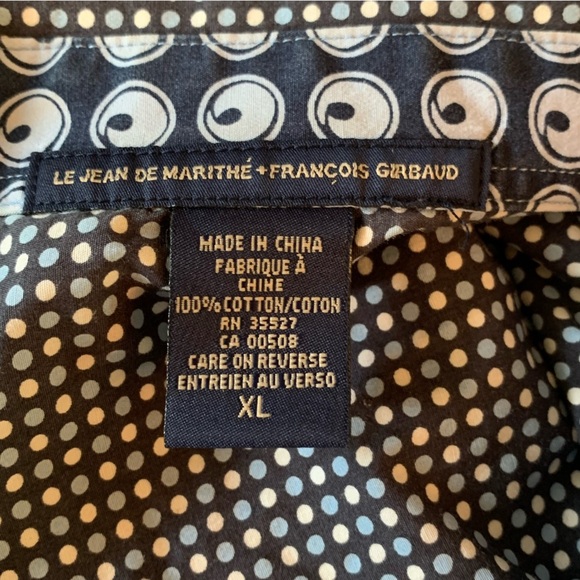 LE JEAN DE MARITHÉ + FRANÇOIS GIRBAUD
MADE IN CHINA
FABRIQUE À
CHINE
100% COTTON/COTON
RN 35527
CA 00508
CARE ON REVERSE
ENTREIEN AU VERSO
XL